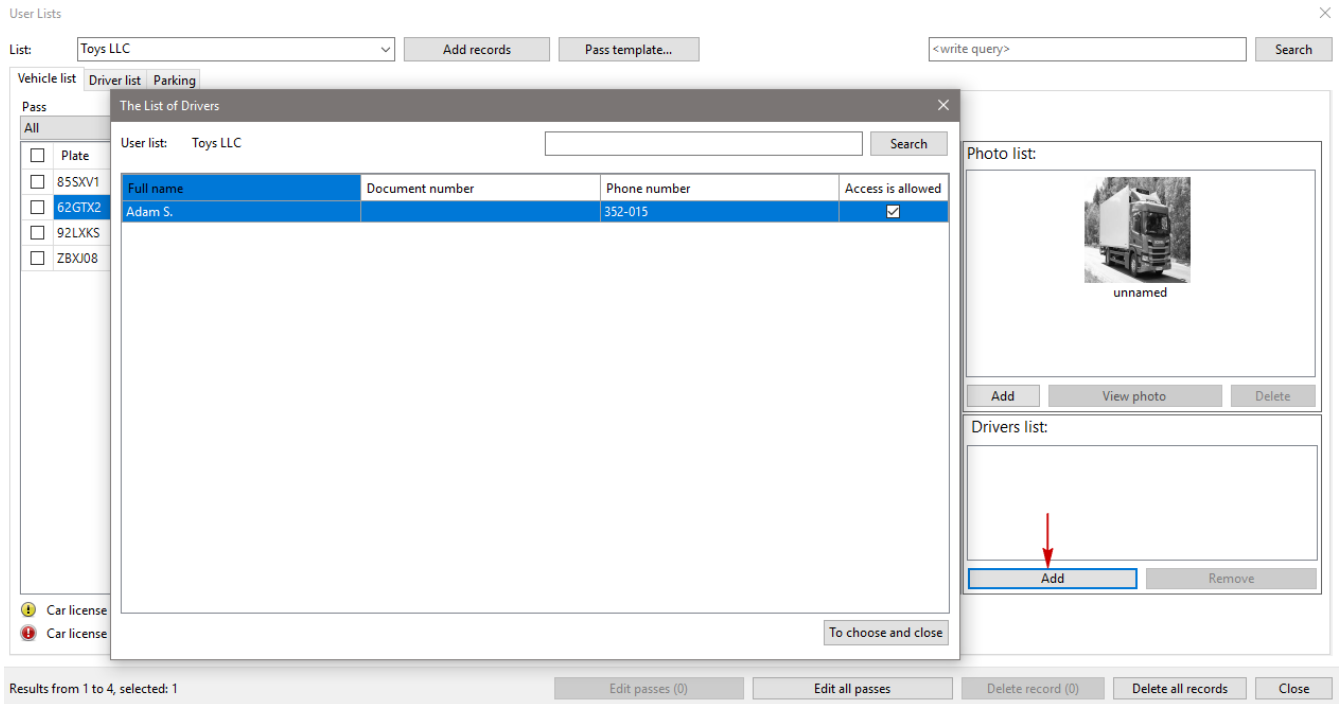 User Lists
List: Toys LLC Add records Pass template... <write query> Search
Vehicle list Driver list Parking
Pass
All
Plate
85SXV1
62GTX2
92LXKS
ZBXJ08
Car license
Car license
The List of Drivers
User list: Toys LLC Search
Full name Document number Phone number Access is allowed
Adam S. 352-015
To choose and close
Photo list:
unnamed
Add View photo Delete
Drivers list:
Add Remove
Results from 1 to 4, selected: 1 Edit passes (0) Edit all passes Delete record (0) Delete all records Close